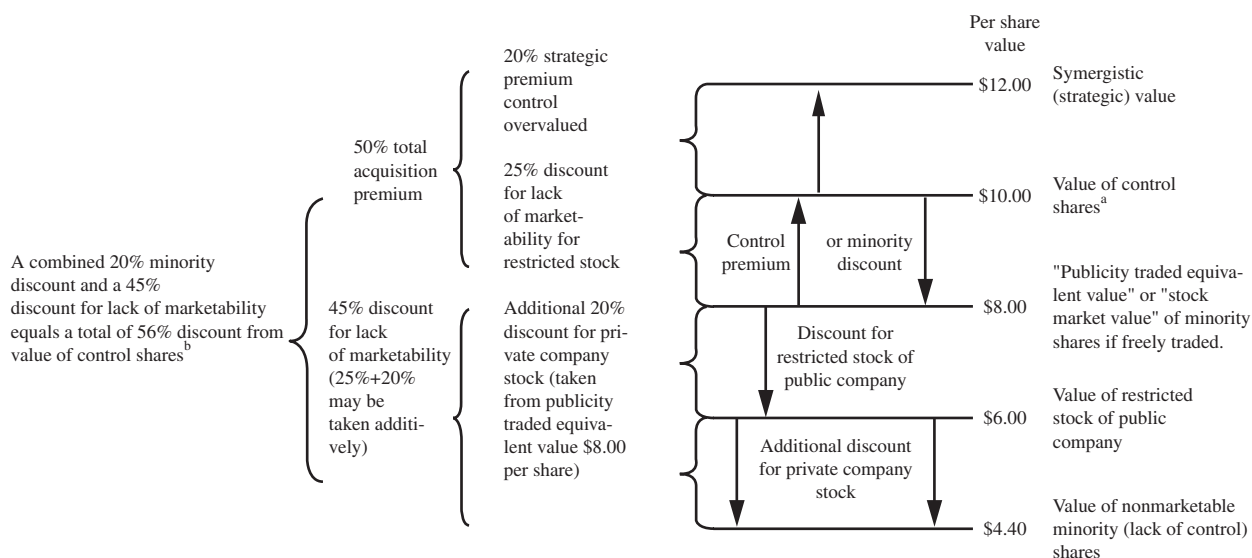 A combined 20% minority
discount and a 45%
discount for lack of marketability
equals a total of 56% discount from
value of control shares^b
50% total
acquisition
premium
45% discount
for lack
of marketability
(25%+20%
may be
taken additi-
vely)
20% strategic
premium
control
overvalued
25% discount
for lack
of market-
ability for
restricted stock
Additional 20%
discount for pri-
vate company
stock (taken
from publicity
traded equiva-
lent value $8.00
per share)
Control
premium
or minority
discount
Discount for
restricted stock of
public company
Additional discount
for private company
stock
Per share
value
$12.00
Symergistic
(strategic) value
$10.00
Value of control
shares^a
$8.00
"Publicity traded equiva-
lent value" or "stock
market value" of minority
shares if freely traded.
$6.00
Value of restricted
stock of public
company
$4.40
Value of nonmarketable
minority (lack of control)
shares